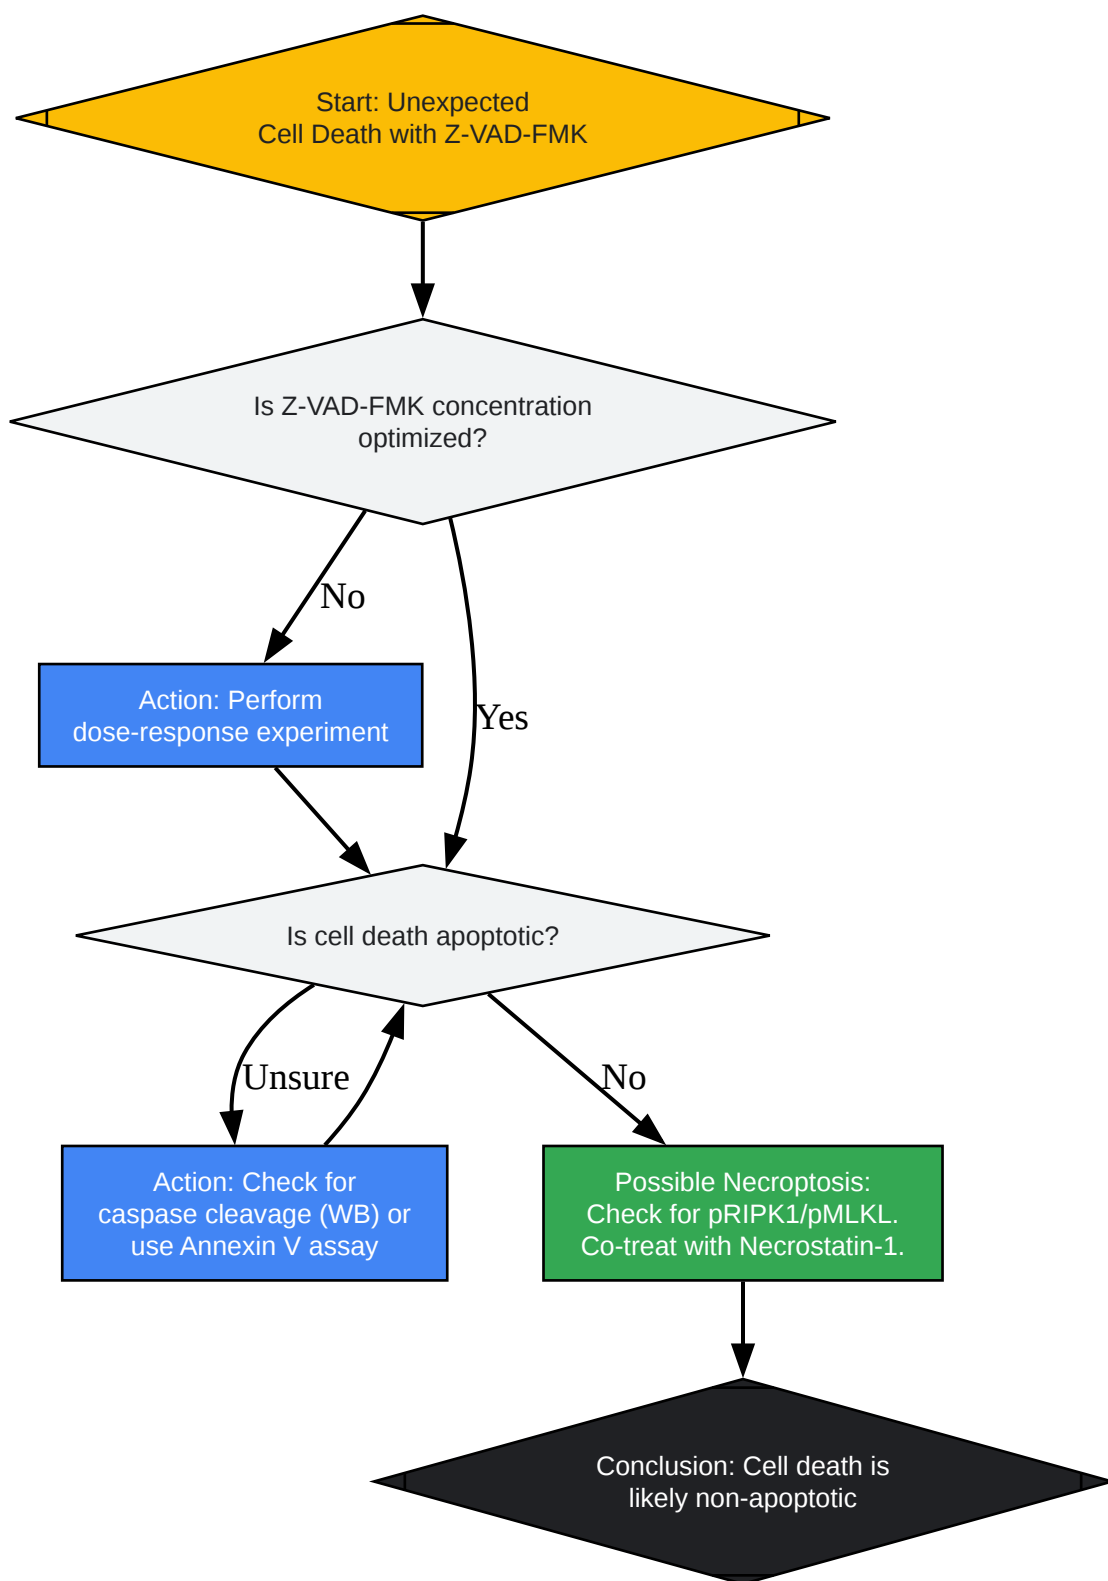 Start: Unexpected
Cell Death with Z-VAD-FMK
Is Z-VAD-FMK concentration
optimized?
No
Action: Perform
dose-response experiment
Yes
Is cell death apoptotic?
Unsure
No
Action: Check for
caspase cleavage (WB) or
use Annexin V assay
Possible Necroptosis:
Check for pRIPK1/pMLKL.
Co-treat with Necrostatin-1.
Conclusion: Cell death is
likely non-apoptotic